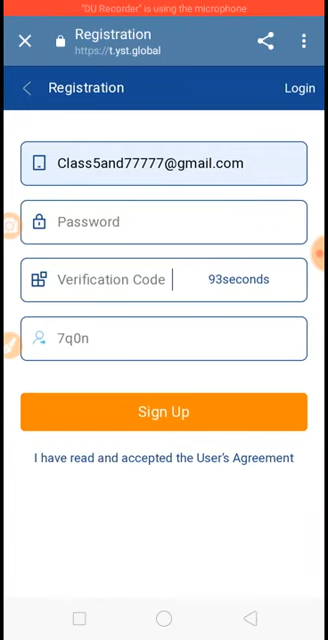 "DU Recorder" is using the microphone
Registration
https://t.yst.global
Registration
Login
Class5and77777@gmail.com
Password
Verification Code
93seconds
7q0n
Sign Up
I have read and accepted the User's Agreement